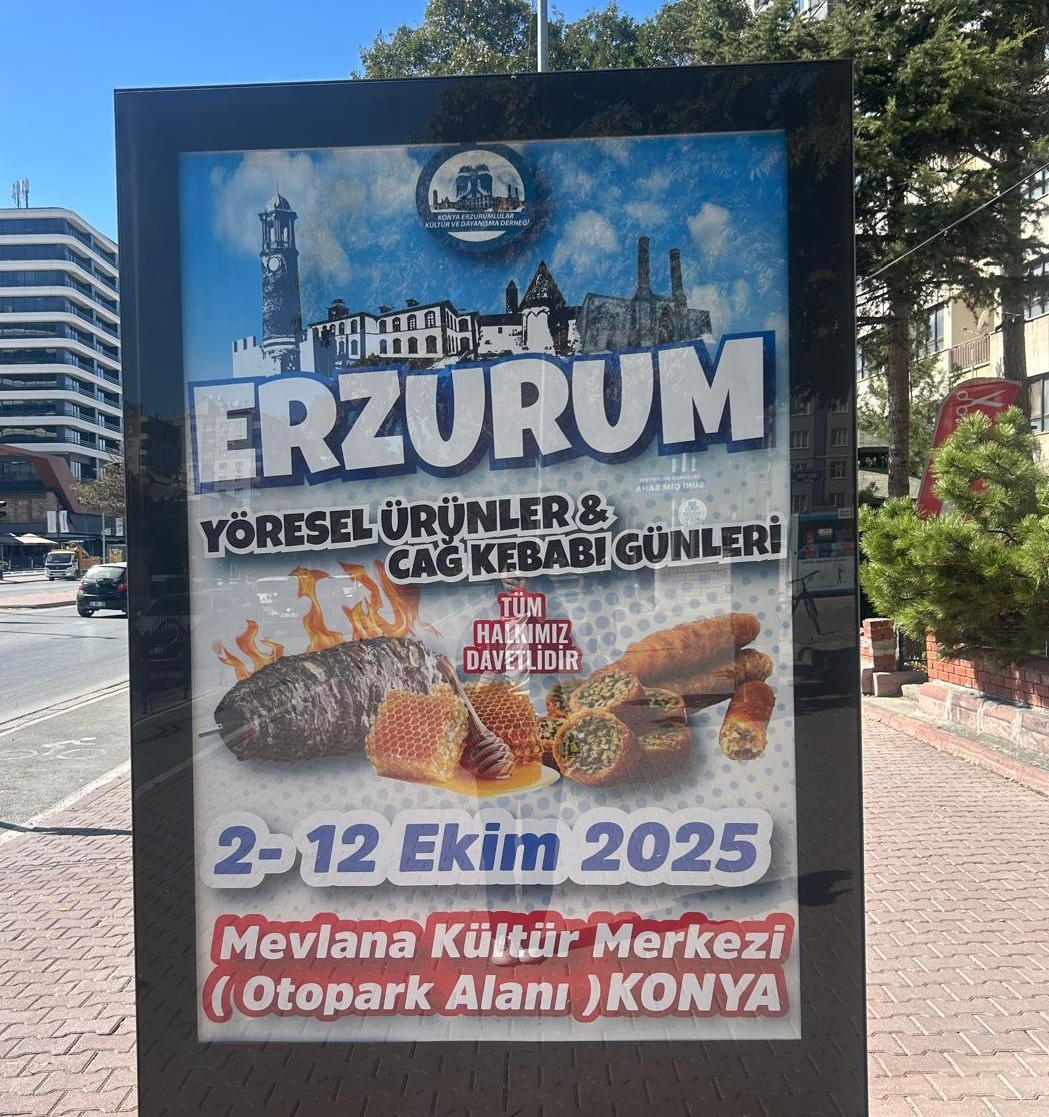 KONYA ERZURUMLULAR
KÜLTÜR VE DAYANIŞMA DERNEĞİ
ERZURUM
YÖRESEL ÜRÜNLER &
CAĞ KEBABI GÜNLERİ
TÜM
HALKIMIZ
DAVETLİDİR
2- 12 Ekim 2025
Mevlana Kültür Merkezi
( Otopark Alanı )KONYA